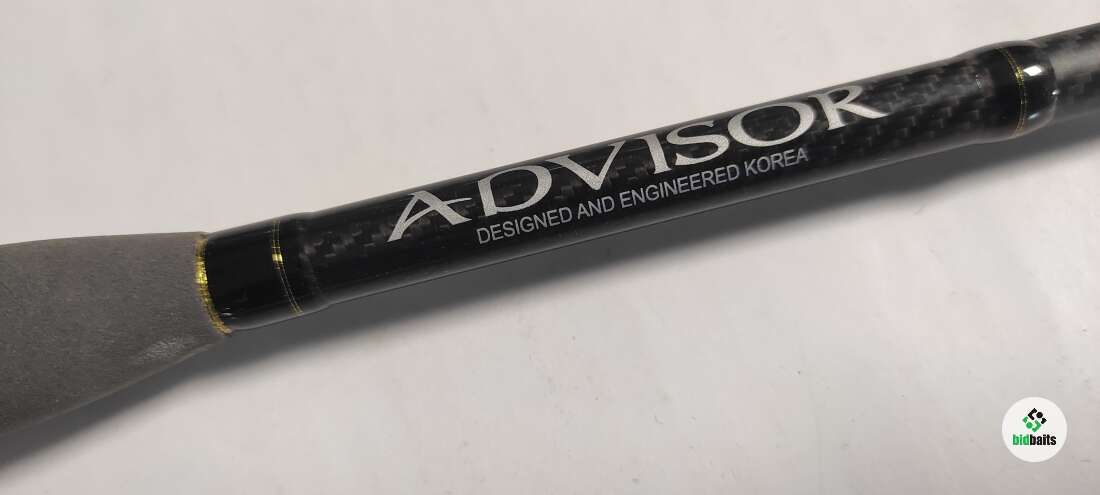 ADVISOR
DESIGNED AND ENGINEERED KOREA
bidbaits